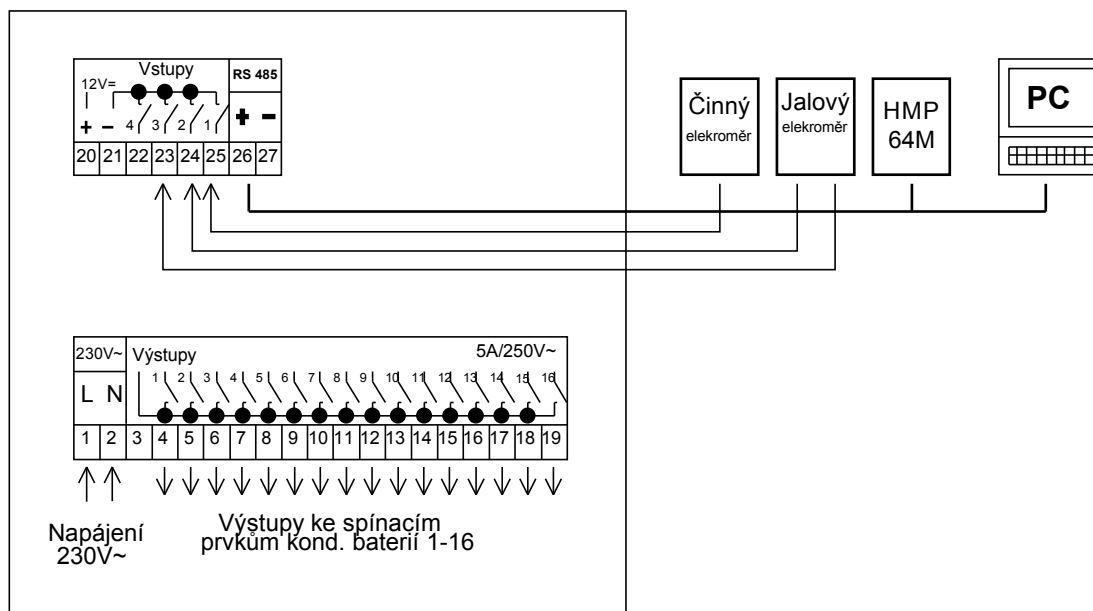 Vstupy
RS 485
12V=
+ − 4 3 2 1 + −
20 21 22 23 24 25 26 27
Činný
elekroměr
Jalový
elekroměr
HMP
64M
PC
230V~ Výstupy 5A/250V~
1 2 3 4 5 6 7 8 9 10 11 12 13 14 15 16
L N
1 2 3 4 5 6 7 8 9 10 11 12 13 14 15 16 17 18 19
Napájení
230V~
Výstupy ke spínacím
prvkům kond. baterií 1-16